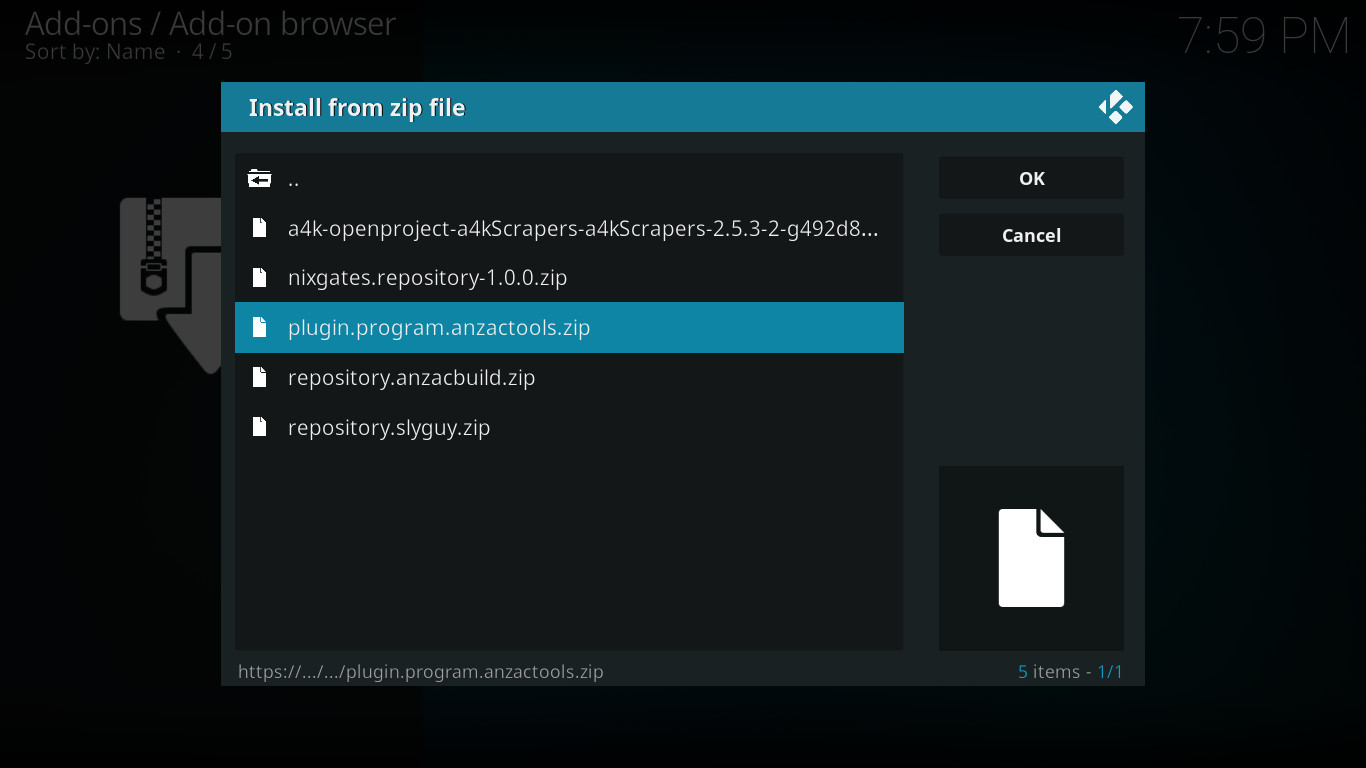 Add-ons / Add-on browser
Sort by: Name · 4 / 5
7:59 PM
Install from zip file
..
a4k-openproject-a4kScrapers-a4kScrapers-2.5.3-2-g492d8...
nixgates.repository-1.0.0.zip
plugin.program.anzactools.zip
repository.anzacbuild.zip
repository.slyguy.zip
OK
Cancel
https://.../.../plugin.program.anzactools.zip
5 items - 1/1